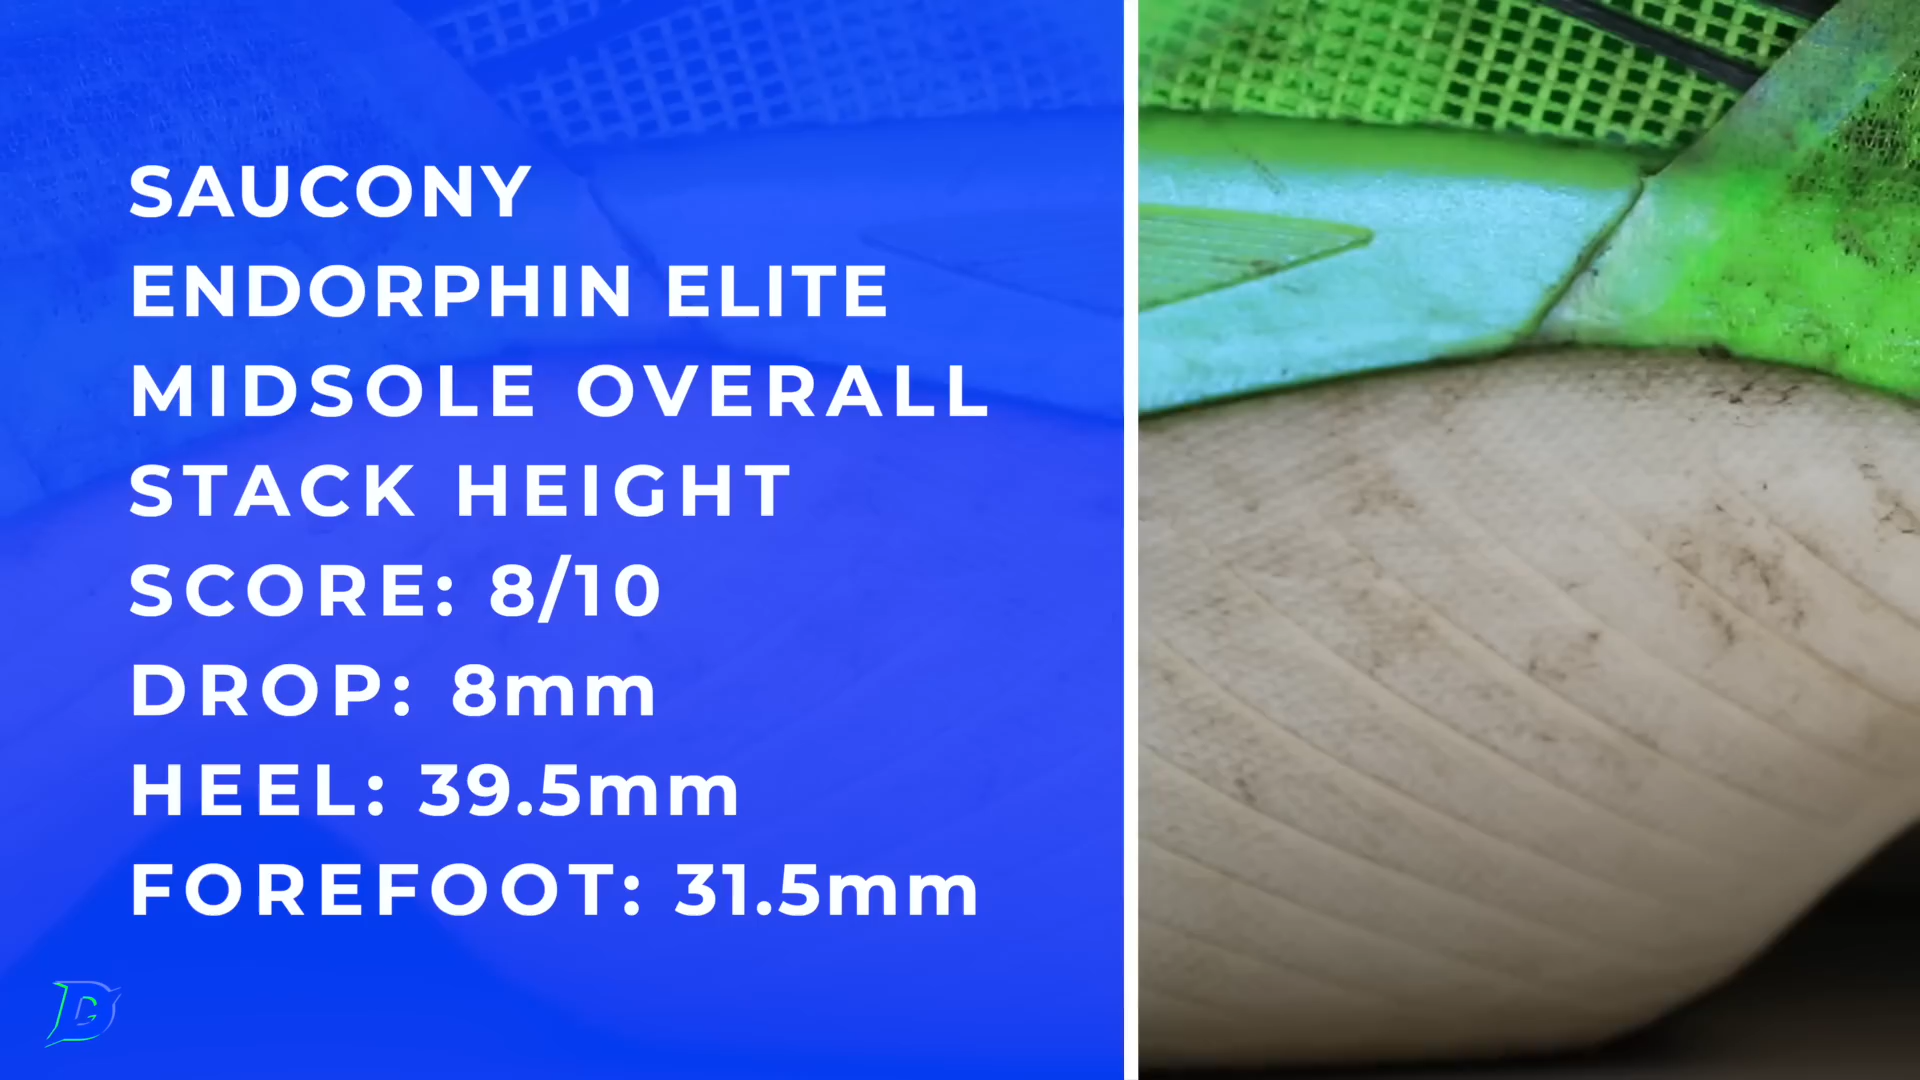 SAUCONY
ENDORPHIN ELITE
MIDSOLE OVERALL
STACK HEIGHT
SCORE: 8/10
DROP: 8mm
HEEL: 39.5mm
FOREFOOT: 31.5mm